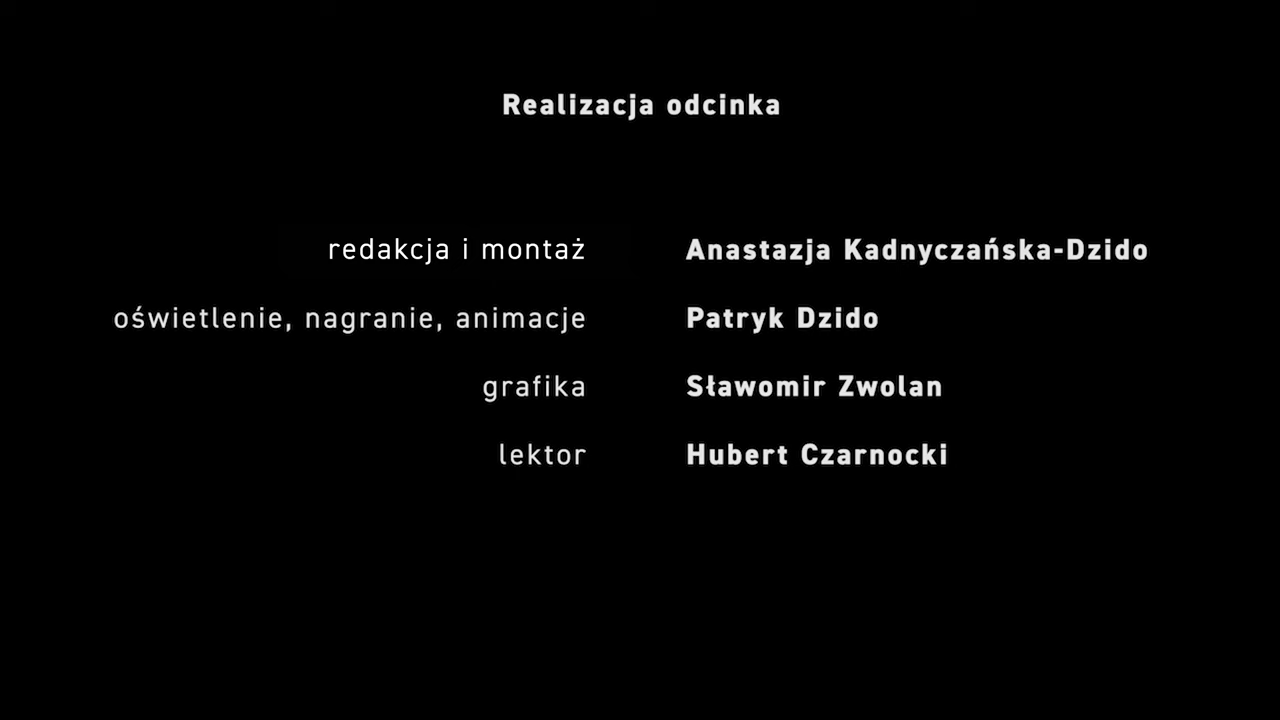 Realizacja odcinka
redakcja i montaż Anastazja Kadnyczańska-Dzido
oświetlenie, nagranie, animacje Patryk Dzido
grafika Sławomir Zwolan
lektor Hubert Czarnocki